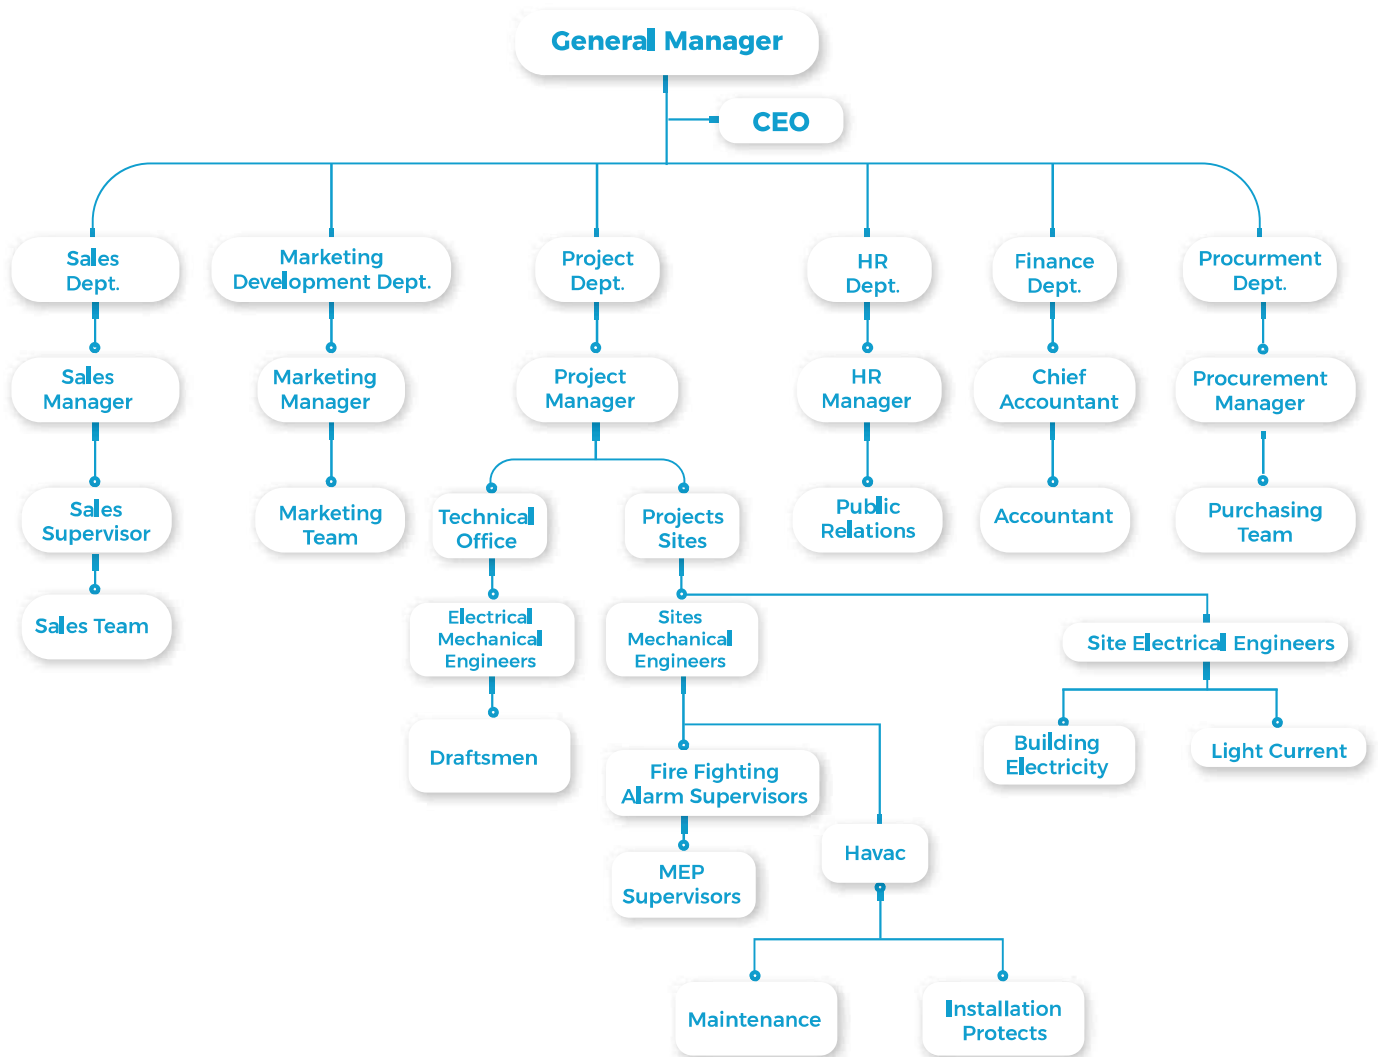 General Manager
CEO
Sales
Dept.
Marketing
Development Dept.
Project
Dept.
HR
Dept.
Finance
Dept.
Procurment
Dept.
Sales
Manager
Marketing
Manager
Project
Manager
HR
Manager
Chief
Accountant
Procurement
Manager
Sales
Supervisor
Marketing
Team
Technical
Office
Projects
Sites
Public
Relations
Accountant
Purchasing
Team
Sales Team
Electrical
Mechanical
Engineers
Sites
Mechanical
Engineers
Site Electrical Engineers
Draftsmen
Fire Fighting
Alarm Supervisors
Building
Electricity
Light Current
MEP
Supervisors
Havac
Maintenance
Installation
Protects